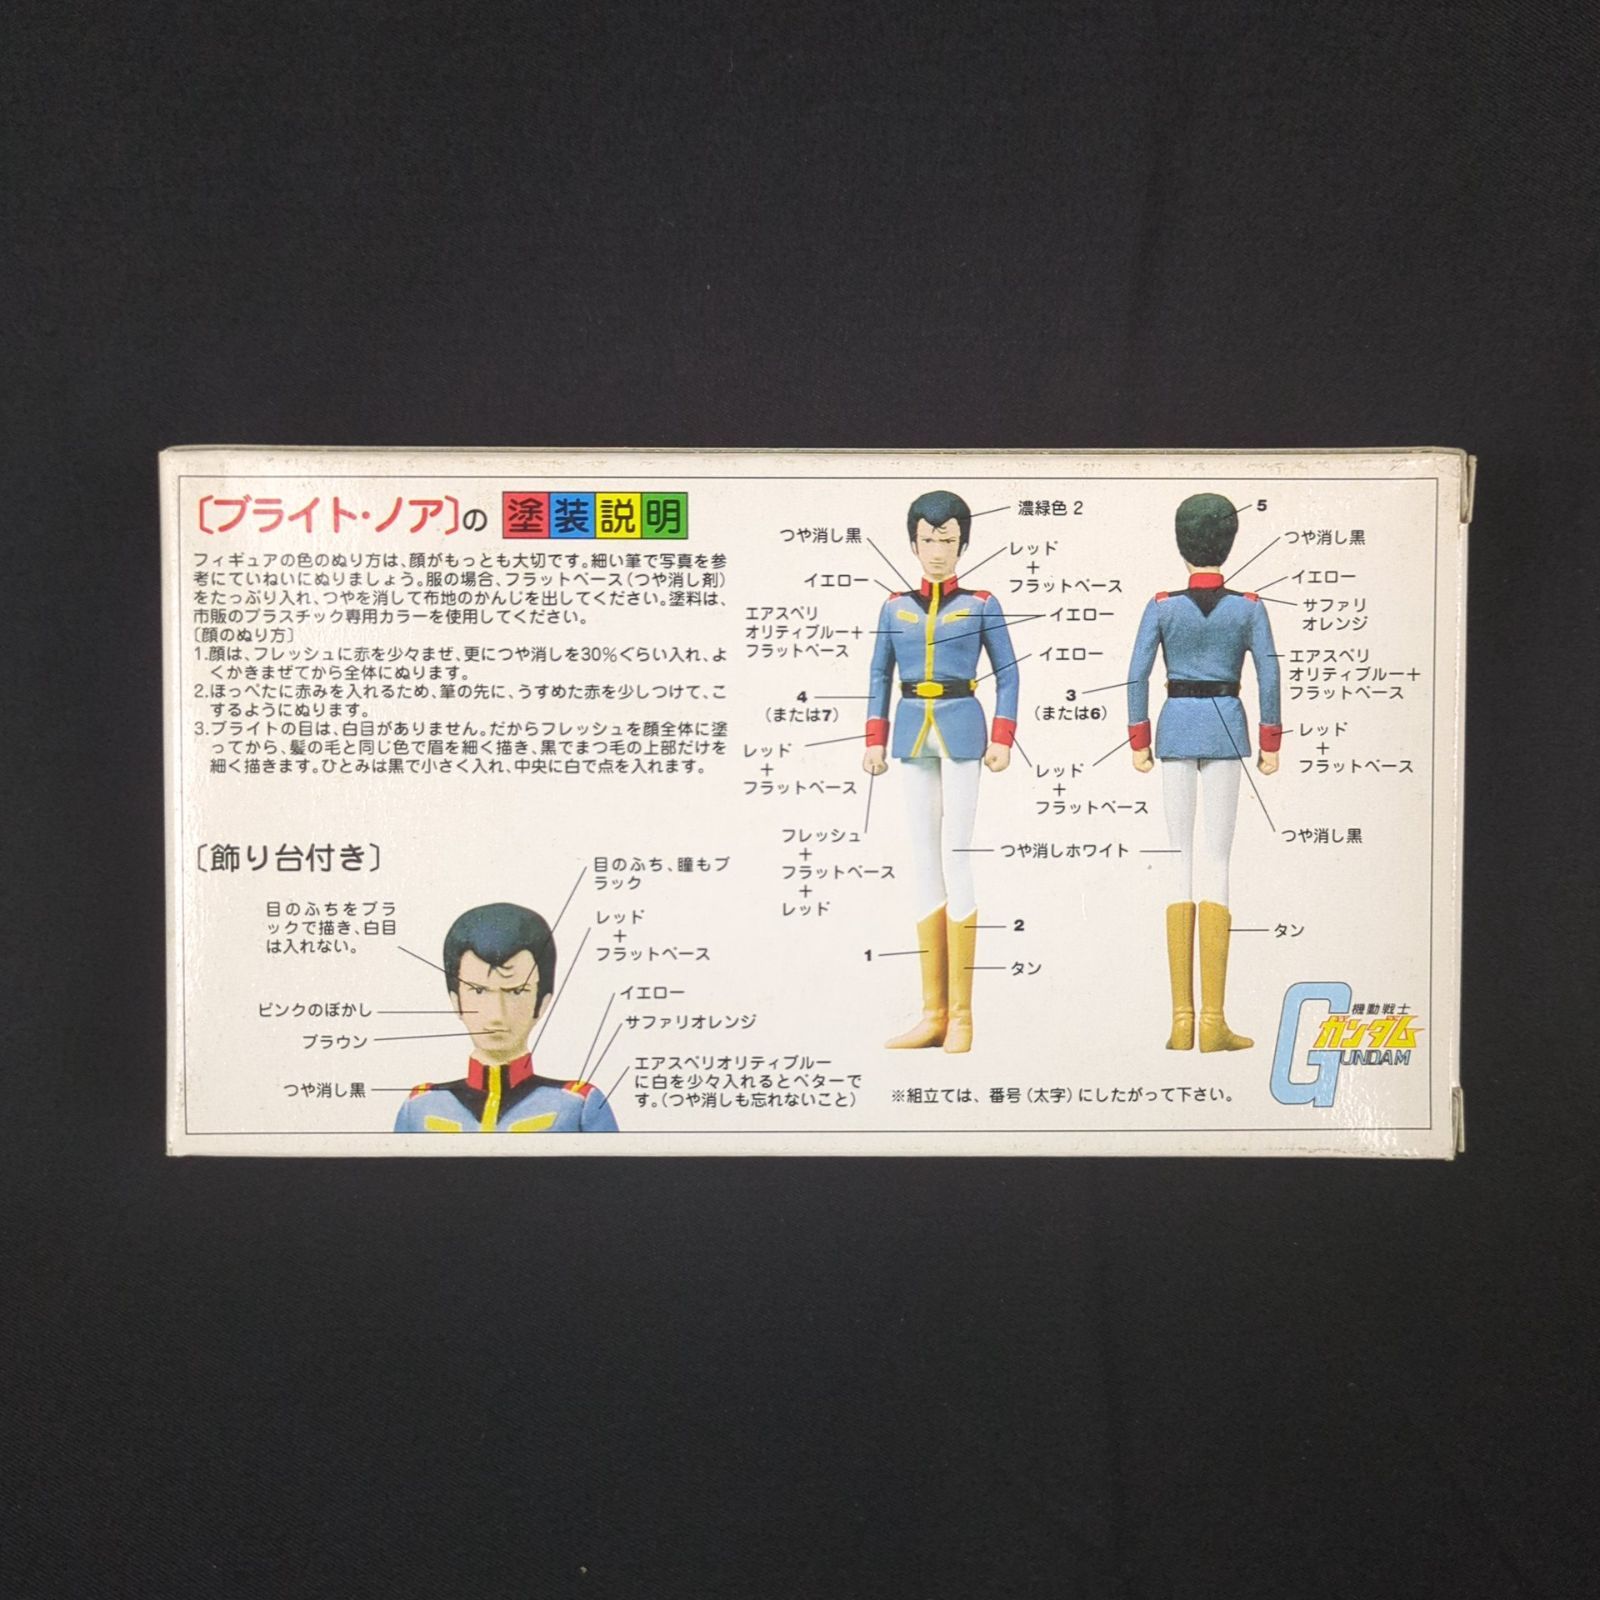 〔ブライト・ノア〕の塗装説明
フィギュアの色のぬり方は、顔がもっとも大切です。細い筆で写真を参
考にていねいにぬりましょう。服の場合、フラットベース(つや消し剤)
をたっぷり入れ、つやを消して布地のかんじを出してください。塗料は、
市販のプラスチック専用カラーを使用してください。
〔顔のぬり方〕
1.顔は、フレッシュに赤を少々まぜ、更につや消しを30%ぐらい入れ、よ
くかきまぜてから全体にぬります。
2.ほっぺたに赤みを入れるため、筆の先に、うすめた赤を少しつけて、こ
するようにぬります。
3.ブライトの目は、白目がありません。だからフレッシュを顔全体に塗
ってから、髪の毛と同じ色で眉を細く描き、黒でまつ毛の上部だけを
細く描きます。ひとみは黒で小さく入れ、中央に白で点を入れます。
〔飾り台付き〕
目のふちをブラ
ックで描き、白目
は入れない。
ピンクのぼかし
ブラウン
つや消し黒
目のふち、瞳もブ
ラック
レッド
+
フラットベース
イエロー
サファリオレンジ
エアスペリオリティブルー
に白を少々入れるとベターで
す。(つや消しも忘れないこと)
つや消し黒
イエロー
エアスペリ
オリティブルー+
フラットベース
4
(または7)
レッド
+
フラットベース
フレッシュ
+
フラットベース
+
レッド
1
濃緑色 2
レッド
+
フラットベース
イエロー
イエロー
3
(または6)
レッド
+
フラットベース
つや消しホワイト
2
タン
5
つや消し黒
イエロー
サファリ
オレンジ
エアスペリ
オリティブルー+
フラットベース
レッド
+
フラットベース
つや消し黒
タン
機動戦士
ガンダム
GUNDAM
※組立ては、番号(太字)にしたがって下さい。